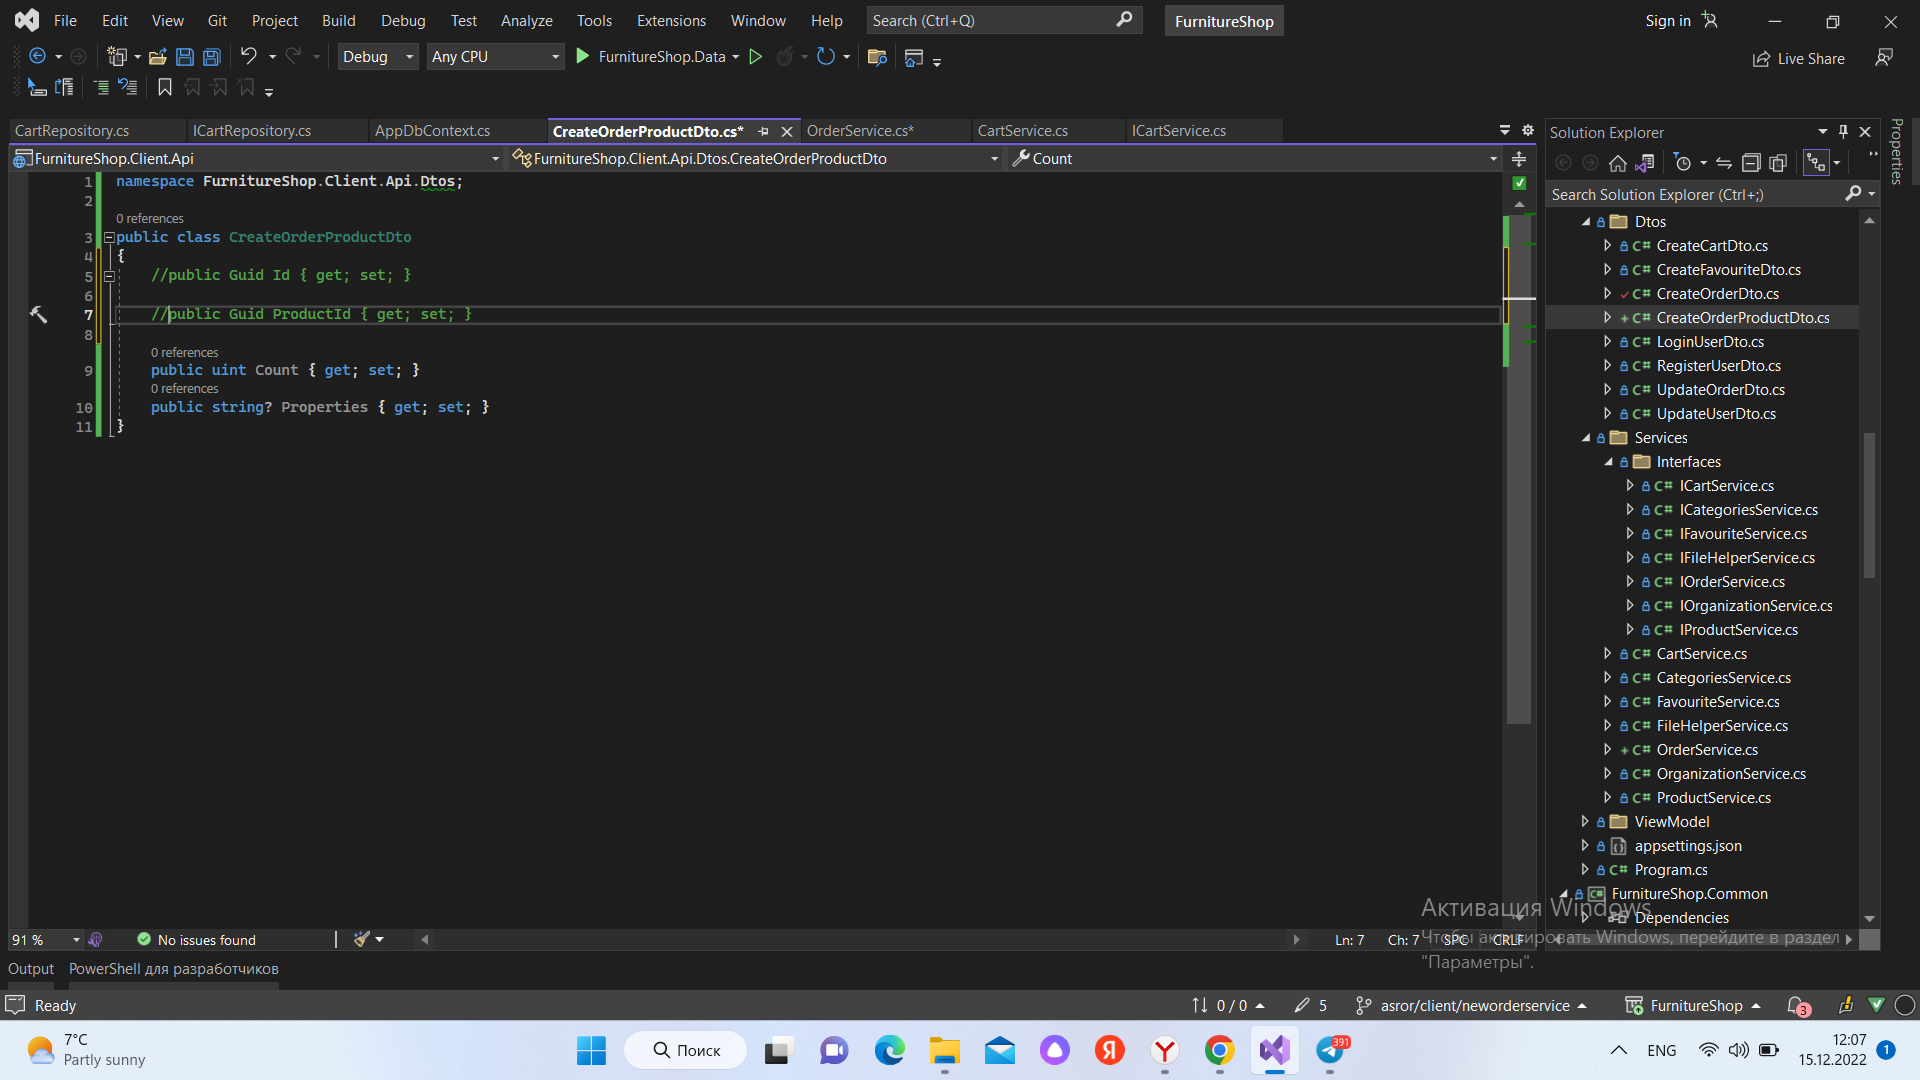 File Edit View Git Project Build Debug Test Analyze Tools Extensions Window Help Search (Ctrl+Q) FurnitureShop Sign in
Debug Any CPU FurnitureShop.Data Live Share
CartRepository.cs ICartRepository.cs AppDbContext.cs CreateOrderProductDto.cs* OrderService.cs* CartService.cs ICartService.cs
FurnitureShop.Client.Api FurnitureShop.Client.Api.Dtos.CreateOrderProductDto Count
1 namespace FurnitureShop.Client.Api.Dtos;
2
0 references
3 public class CreateOrderProductDto
4 {
5 //public Guid Id { get; set; }
6
7 //public Guid ProductId { get; set; }
8
0 references
9 public uint Count { get; set; }
0 references
10 public string? Properties { get; set; }
11 }
91 % No issues found Ln: 7 Ch: 7 SPC CRLF
Solution Explorer
Search Solution Explorer (Ctrl+;)
Dtos
C# CreateCartDto.cs
C# CreateFavouriteDto.cs
C# CreateOrderDto.cs
C# CreateOrderProductDto.cs
C# LoginUserDto.cs
C# RegisterUserDto.cs
C# UpdateOrderDto.cs
C# UpdateUserDto.cs
Services
Interfaces
C# ICartService.cs
C# ICategoriesService.cs
C# IFavouriteService.cs
C# IFileHelperService.cs
C# IOrderService.cs
C# IOrganizationService.cs
C# IProductService.cs
C# CartService.cs
C# CategoriesService.cs
C# FavouriteService.cs
C# FileHelperService.cs
C# OrderService.cs
C# OrganizationService.cs
C# ProductService.cs
ViewModel
appsettings.json
C# Program.cs
C# FurnitureShop.Common
Dependencies
Properties
Активация Windows
Чтобы активировать Windows, перейдите в раздел
"Параметры".
Output PowerShell для разработчиков
Ready 0 / 0 5 asror/client/neworderservice FurnitureShop 3
7°C
Partly sunny
Поиск
391
ENG
12:07
15.12.2022
1